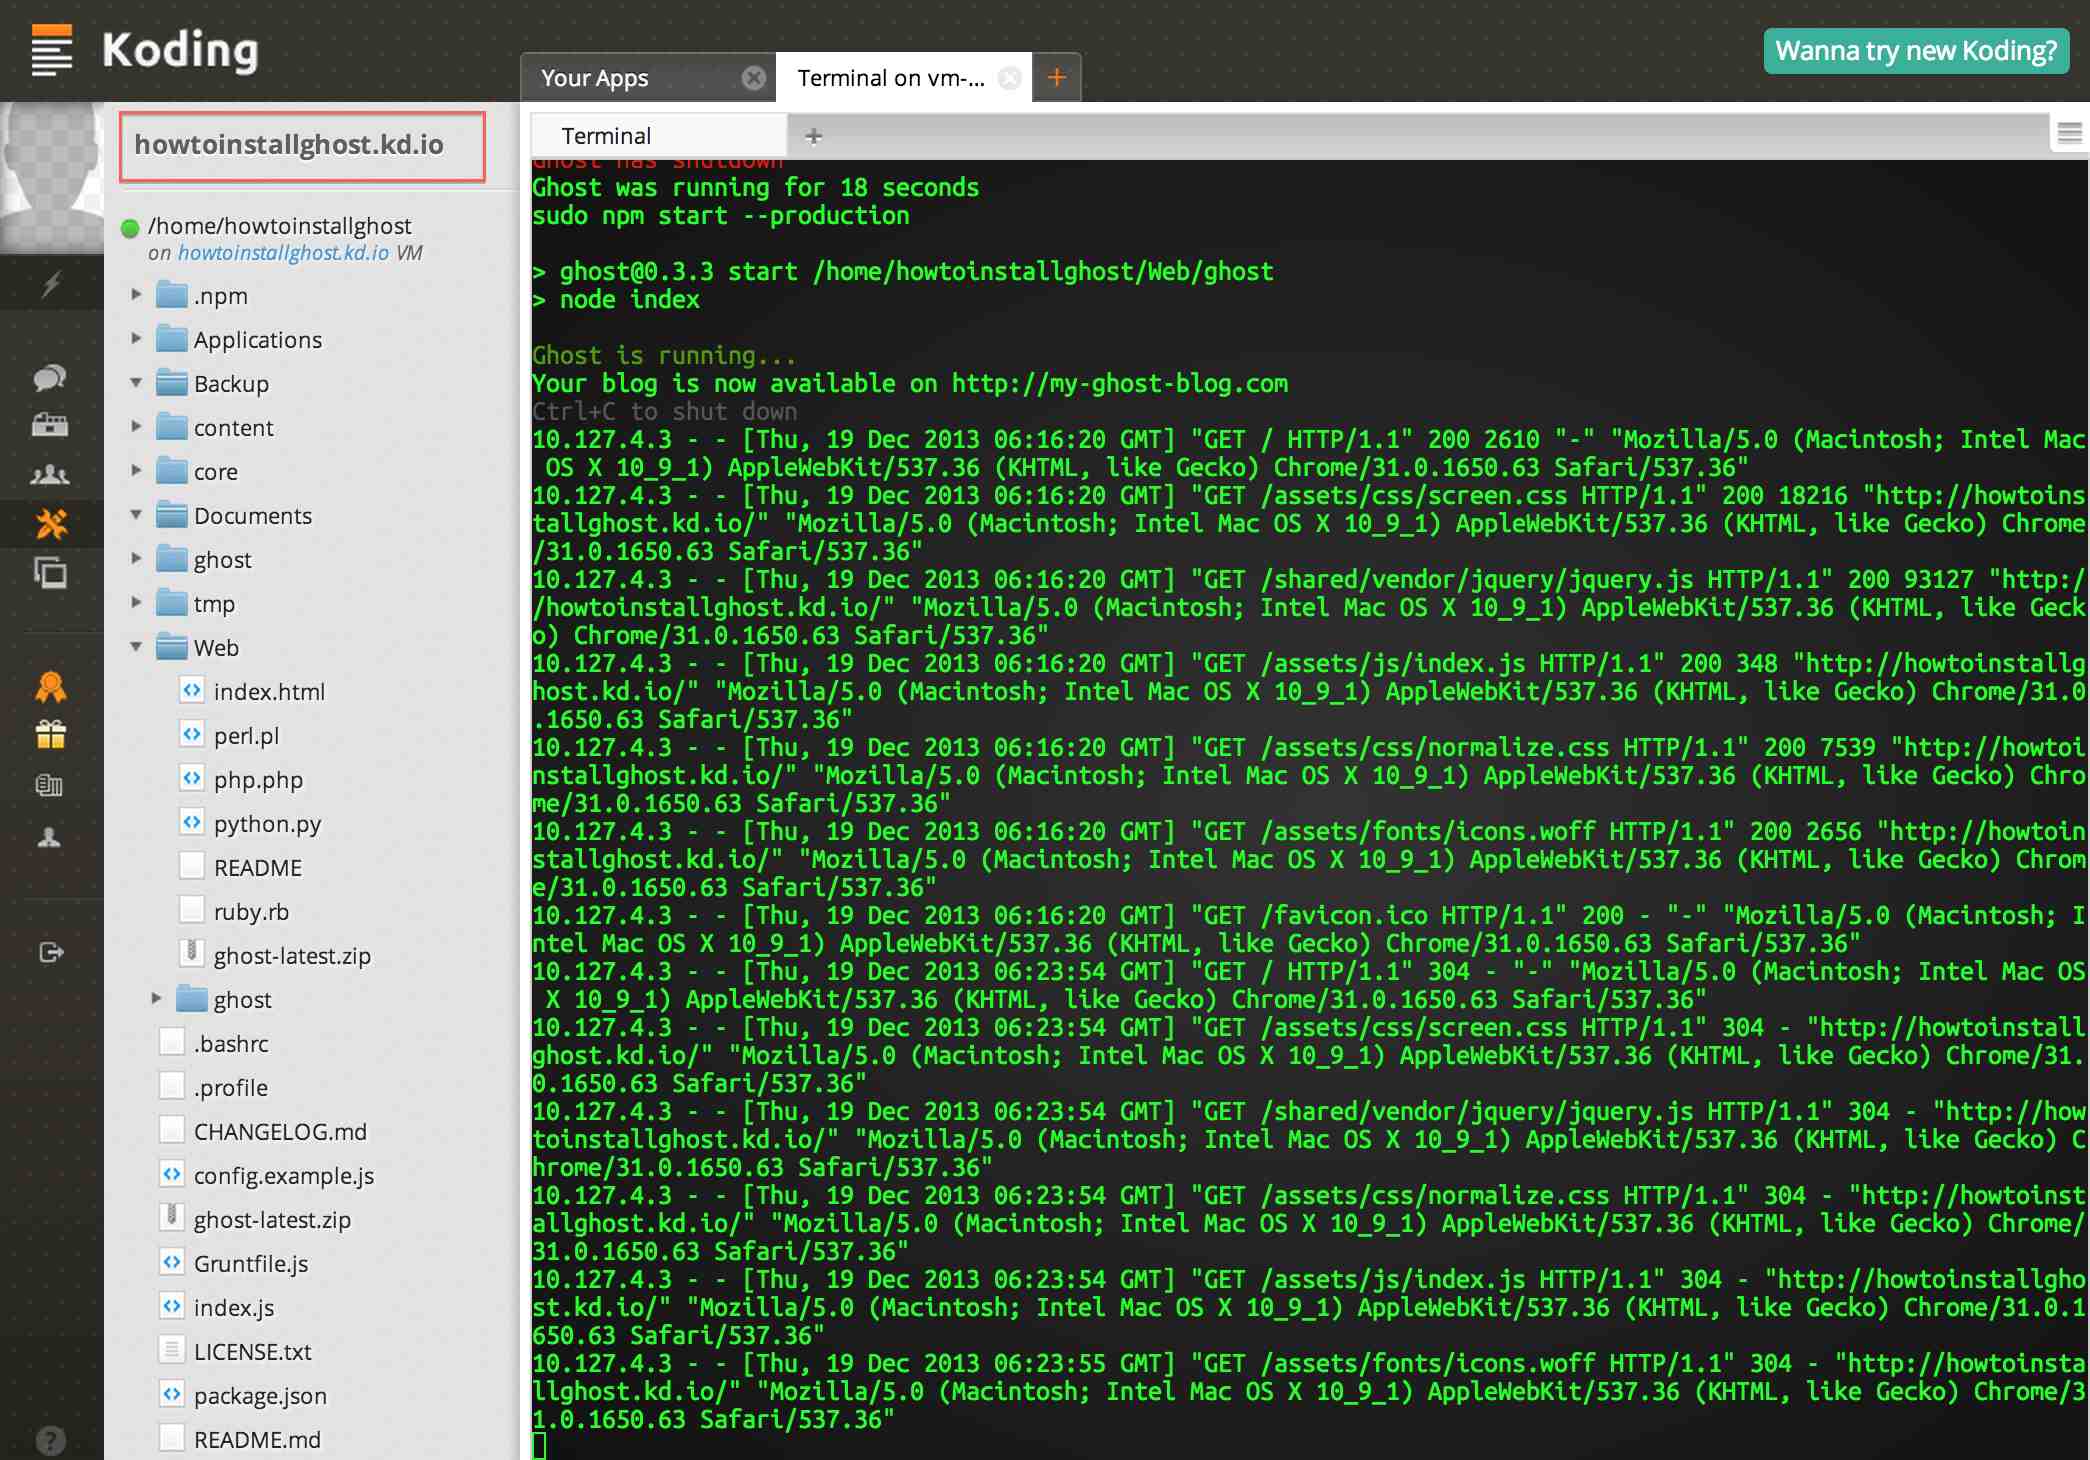 Koding
Your Apps
Terminal on vm-...
Wanna try new Koding?
howtoinstallghost.kd.io
/home/howtoinstallghost
on howtoinstallghost.kd.io VM
.npm
Applications
Backup
content
core
Documents
ghost
tmp
Web
index.html
perl.pl
php.php
python.py
README
ruby.rb
ghost-latest.zip
ghost
.bashrc
.profile
CHANGELOG.md
config.example.js
ghost-latest.zip
Gruntfile.js
index.js
LICENSE.txt
package.json
README.md
Terminal
Ghost has shutdown
Ghost was running for 18 seconds
sudo npm start --production
> ghost@0.3.3 start /home/howtoinstallghost/Web/ghost
> node index
Ghost is running...
Your blog is now available on http://my-ghost-blog.com
Ctrl+C to shut down
10.127.4.3 - - [Thu, 19 Dec 2013 06:16:20 GMT] "GET / HTTP/1.1" 200 2610 "-" "Mozilla/5.0 (Macintosh; Intel Mac
OS X 10_9_1) AppleWebKit/537.36 (KHTML, like Gecko) Chrome/31.0.1650.63 Safari/537.36"
10.127.4.3 - - [Thu, 19 Dec 2013 06:16:20 GMT] "GET /assets/css/screen.css HTTP/1.1" 200 18216 "http://howtoins
tallghost.kd.io/" "Mozilla/5.0 (Macintosh; Intel Mac OS X 10_9_1) AppleWebKit/537.36 (KHTML, like Gecko) Chrome
/31.0.1650.63 Safari/537.36"
10.127.4.3 - - [Thu, 19 Dec 2013 06:16:20 GMT] "GET /shared/vendor/jquery/jquery.js HTTP/1.1" 200 93127 "http:/
/howtoinstallghost.kd.io/" "Mozilla/5.0 (Macintosh; Intel Mac OS X 10_9_1) AppleWebKit/537.36 (KHTML, like Geck
o) Chrome/31.0.1650.63 Safari/537.36"
10.127.4.3 - - [Thu, 19 Dec 2013 06:16:20 GMT] "GET /assets/js/index.js HTTP/1.1" 200 348 "http://howtoinstallg
host.kd.io/" "Mozilla/5.0 (Macintosh; Intel Mac OS X 10_9_1) AppleWebKit/537.36 (KHTML, like Gecko) Chrome/31.0
.1650.63 Safari/537.36"
10.127.4.3 - - [Thu, 19 Dec 2013 06:16:20 GMT] "GET /assets/css/normalize.css HTTP/1.1" 200 7539 "http://howtoi
nstallghost.kd.io/" "Mozilla/5.0 (Macintosh; Intel Mac OS X 10_9_1) AppleWebKit/537.36 (KHTML, like Gecko) Chro
me/31.0.1650.63 Safari/537.36"
10.127.4.3 - - [Thu, 19 Dec 2013 06:16:20 GMT] "GET /assets/fonts/icons.woff HTTP/1.1" 200 2656 "http://howtoin
stallghost.kd.io/" "Mozilla/5.0 (Macintosh; Intel Mac OS X 10_9_1) AppleWebKit/537.36 (KHTML, like Gecko) Chrom
e/31.0.1650.63 Safari/537.36"
10.127.4.3 - - [Thu, 19 Dec 2013 06:16:20 GMT] "GET /favicon.ico HTTP/1.1" 200 - "-" "Mozilla/5.0 (Macintosh; I
ntel Mac OS X 10_9_1) AppleWebKit/537.36 (KHTML, like Gecko) Chrome/31.0.1650.63 Safari/537.36"
10.127.4.3 - - [Thu, 19 Dec 2013 06:23:54 GMT] "GET / HTTP/1.1" 304 - "-" "Mozilla/5.0 (Macintosh; Intel Mac OS
X 10_9_1) AppleWebKit/537.36 (KHTML, like Gecko) Chrome/31.0.1650.63 Safari/537.36"
10.127.4.3 - - [Thu, 19 Dec 2013 06:23:54 GMT] "GET /assets/css/screen.css HTTP/1.1" 304 - "http://howtoinstall
ghost.kd.io/" "Mozilla/5.0 (Macintosh; Intel Mac OS X 10_9_1) AppleWebKit/537.36 (KHTML, like Gecko) Chrome/31.
0.1650.63 Safari/537.36"
10.127.4.3 - - [Thu, 19 Dec 2013 06:23:54 GMT] "GET /shared/vendor/jquery/jquery.js HTTP/1.1" 304 - "http://how
toinstallghost.kd.io/" "Mozilla/5.0 (Macintosh; Intel Mac OS X 10_9_1) AppleWebKit/537.36 (KHTML, like Gecko) C
hrome/31.0.1650.63 Safari/537.36"
10.127.4.3 - - [Thu, 19 Dec 2013 06:23:54 GMT] "GET /assets/css/normalize.css HTTP/1.1" 304 - "http://howtoinst
allghost.kd.io/" "Mozilla/5.0 (Macintosh; Intel Mac OS X 10_9_1) AppleWebKit/537.36 (KHTML, like Gecko) Chrome/
31.0.1650.63 Safari/537.36"
10.127.4.3 - - [Thu, 19 Dec 2013 06:23:54 GMT] "GET /assets/js/index.js HTTP/1.1" 304 - "http://howtoinstallgho
st.kd.io/" "Mozilla/5.0 (Macintosh; Intel Mac OS X 10_9_1) AppleWebKit/537.36 (KHTML, like Gecko) Chrome/31.0.1
650.63 Safari/537.36"
10.127.4.3 - - [Thu, 19 Dec 2013 06:23:55 GMT] "GET /assets/fonts/icons.woff HTTP/1.1" 304 - "http://howtoinsta
llghost.kd.io/" "Mozilla/5.0 (Macintosh; Intel Mac OS X 10_9_1) AppleWebKit/537.36 (KHTML, like Gecko) Chrome/3
1.0.1650.63 Safari/537.36"